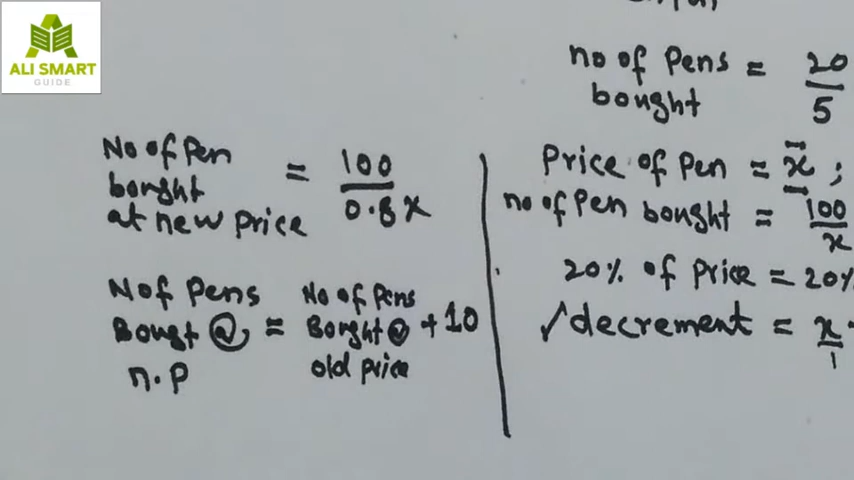 ALI SMART
GUIDE
no of Pens = 20/5
bought
No of Pen = 100/0.8x
bought
at new price
Price of Pen = x ;
no of Pen bought = 100/x
20% of price = 20%
✓ decrement = x/1
N of Pens = No of Pens + 10
Bougt @ Bought @
n.p old price